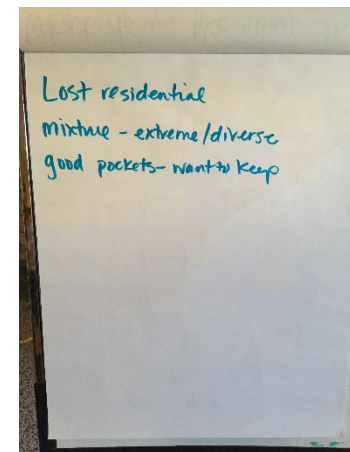 Lost residential
mixture - extreme/diverse
good pockets - want to keep